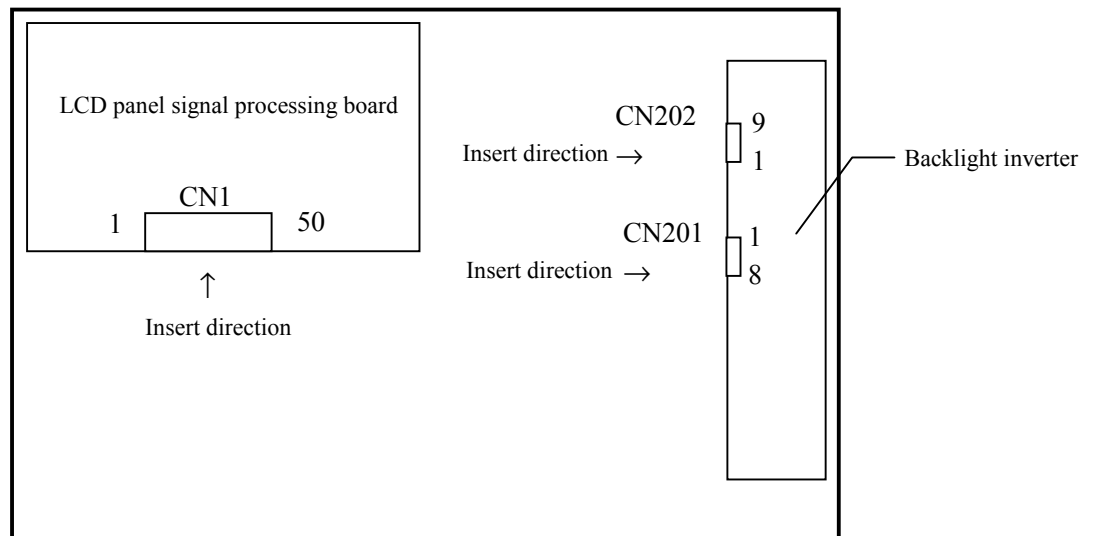 LCD panel signal processing board
CN1
1
50
↑
Insert direction
CN202
9
Insert direction →
1
Backlight inverter
CN201
1
Insert direction →
8